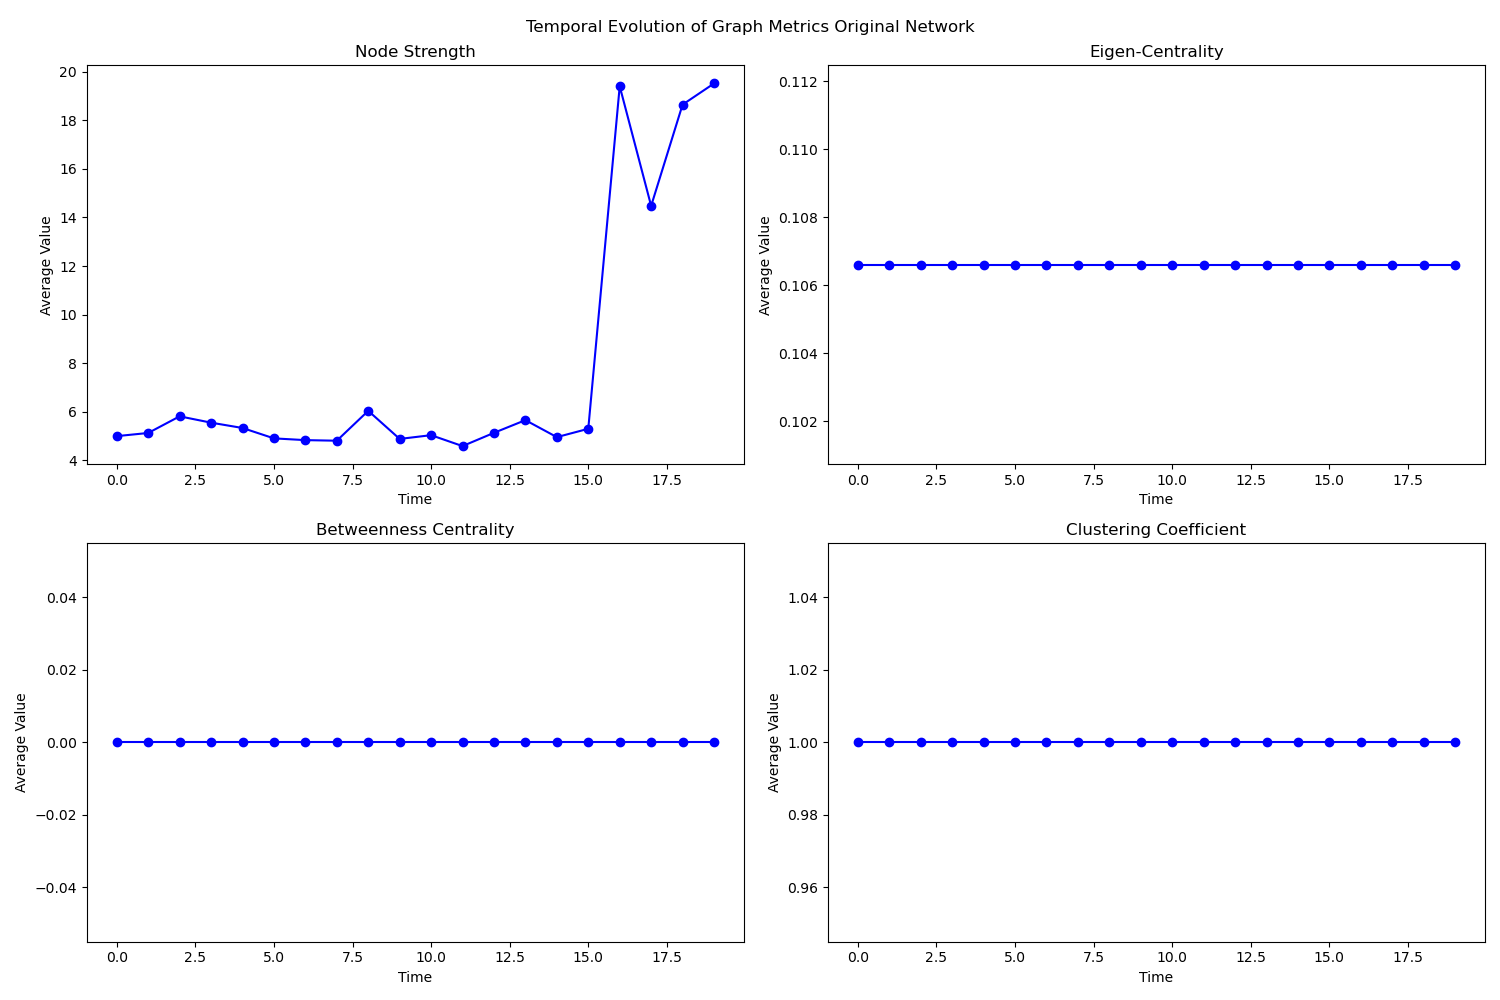 Temporal Evolution of Graph Metrics Original Network
Node Strength
20
18
16
14
12
10
8
6
4
Average Value
0.0 2.5 5.0 7.5 10.0 12.5 15.0 17.5
Time
Eigen-Centrality
0.112
0.110
0.108
0.106
0.104
0.102
Average Value
0.0 2.5 5.0 7.5 10.0 12.5 15.0 17.5
Time
Betweenness Centrality
0.04
0.02
0.00
−0.02
−0.04
Average Value
0.0 2.5 5.0 7.5 10.0 12.5 15.0 17.5
Time
Clustering Coefficient
1.04
1.02
1.00
0.98
0.96
Average Value
0.0 2.5 5.0 7.5 10.0 12.5 15.0 17.5
Time